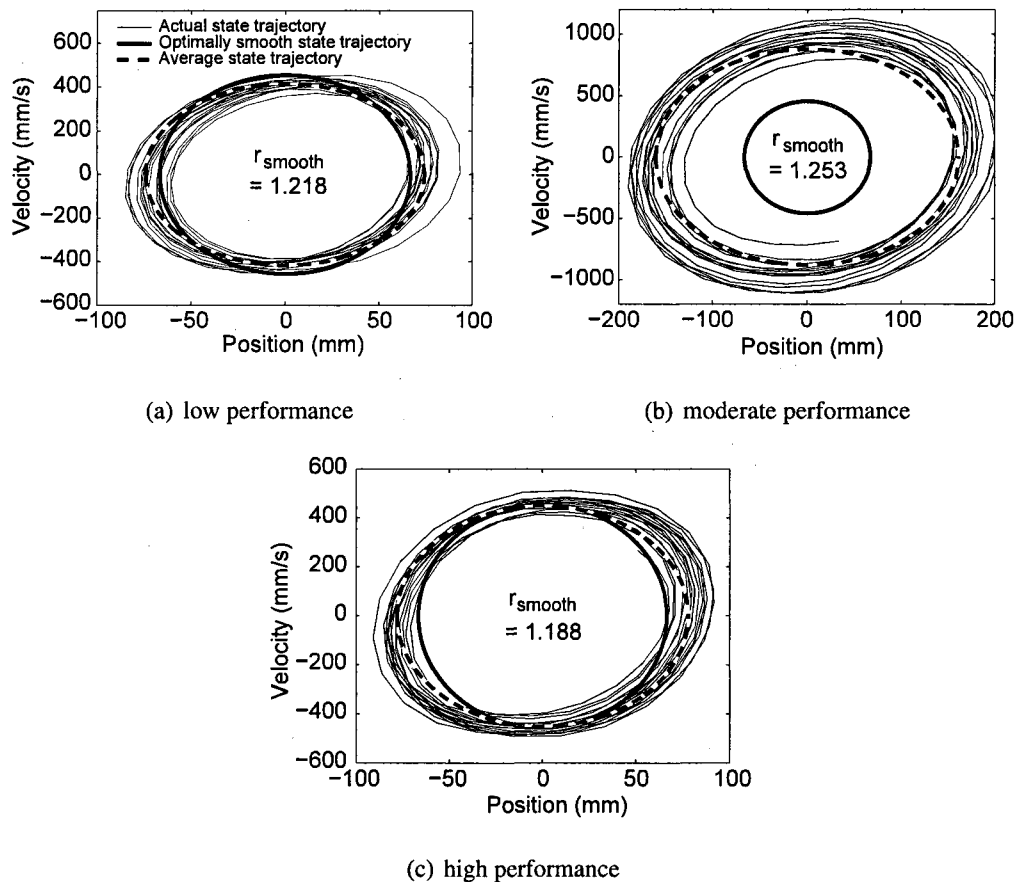 Actual state trajectory
Optimally smooth state trajectory
Average state trajectory
600
400
200
0
−200
−400
−600
Velocity (mm/s)
r_smooth
= 1.218
−100 −50 0 50 100
Position (mm)
(a) low performance
1000
500
0
−500
−1000
Velocity (mm/s)
r_smooth
= 1.253
−200 −100 0 100 200
Position (mm)
(b) moderate performance
600
400
200
0
−200
−400
−600
Velocity (mm/s)
r_smooth
= 1.188
−100 −50 0 50 100
Position (mm)
(c) high performance